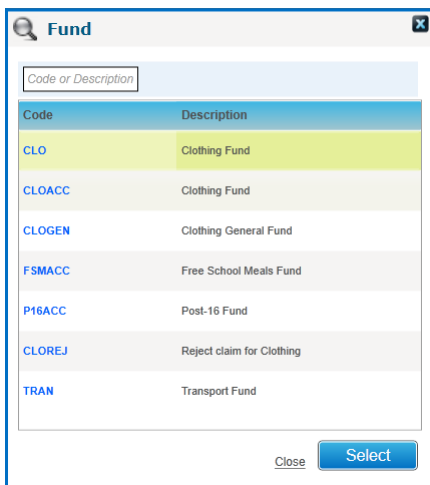 Fund
Code or Description
Code Description
CLO Clothing Fund
CLOACC Clothing Fund
CLOGEN Clothing General Fund
FSMACC Free School Meals Fund
P16ACC Post-16 Fund
CLOREJ Reject claim for Clothing
TRAN Transport Fund
Close Select